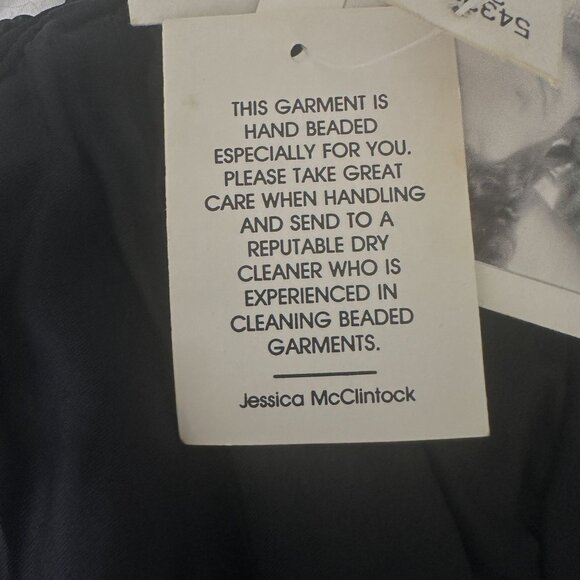 THIS GARMENT IS
HAND BEADED
ESPECIALLY FOR YOU.
PLEASE TAKE GREAT
CARE WHEN HANDLING
AND SEND TO A
REPUTABLE DRY
CLEANER WHO IS
EXPERIENCED IN
CLEANING BEADED
GARMENTS.
Jessica McClintock